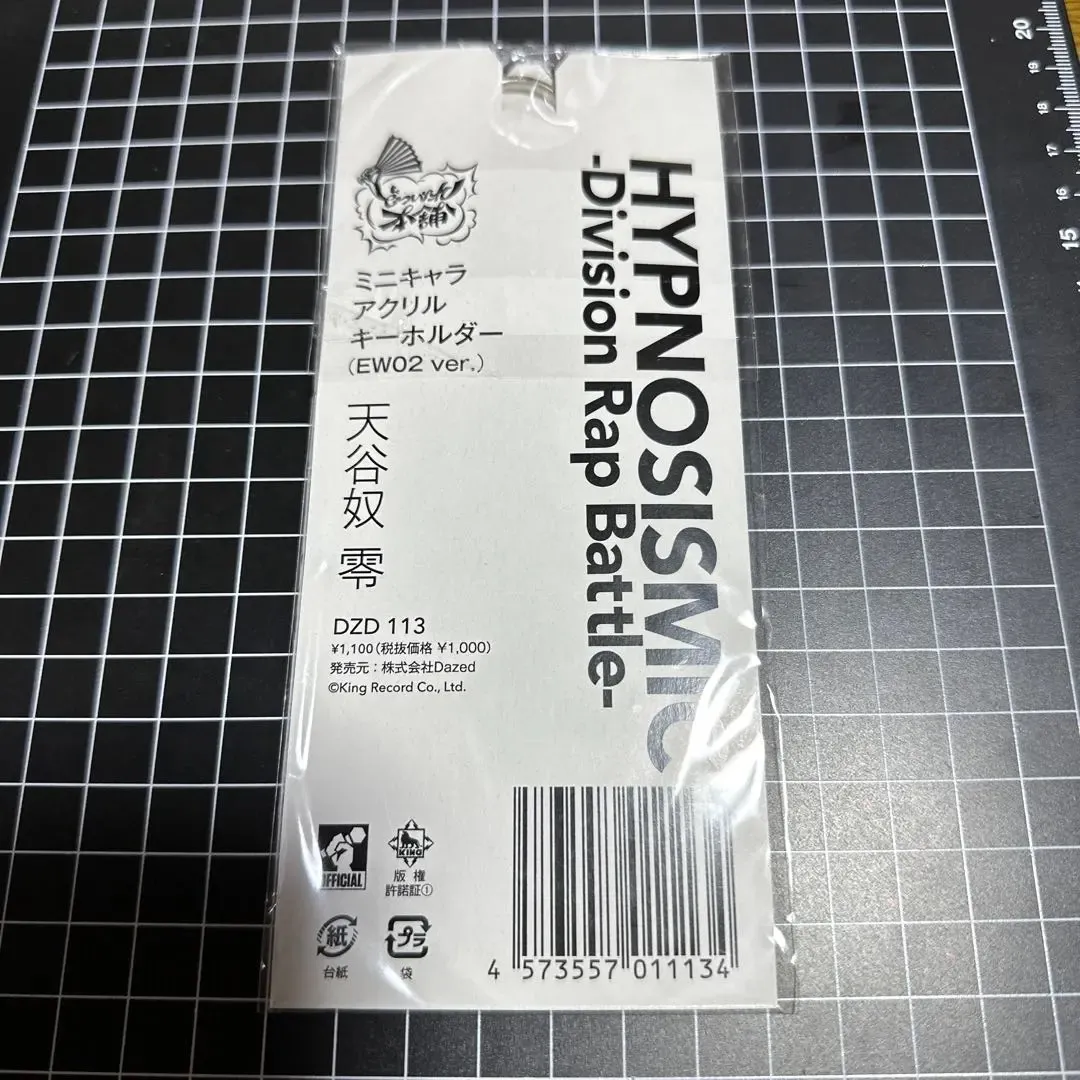 HYPNOSISMIC
-Division Rap Battle-
どついたれ
本舗
ミニキャラ
アクリル
キーホルダー
(EW02 ver.)
天谷奴 零
DZD 113
¥1,100(税抜価格 ¥1,000)
発売元:株式会社Dazed
©King Record Co., Ltd.
OFFICIAL
KING
版権
許諾証①
紙
台紙
プラ
袋
4 573557 011134
20
19
18
17
16
15